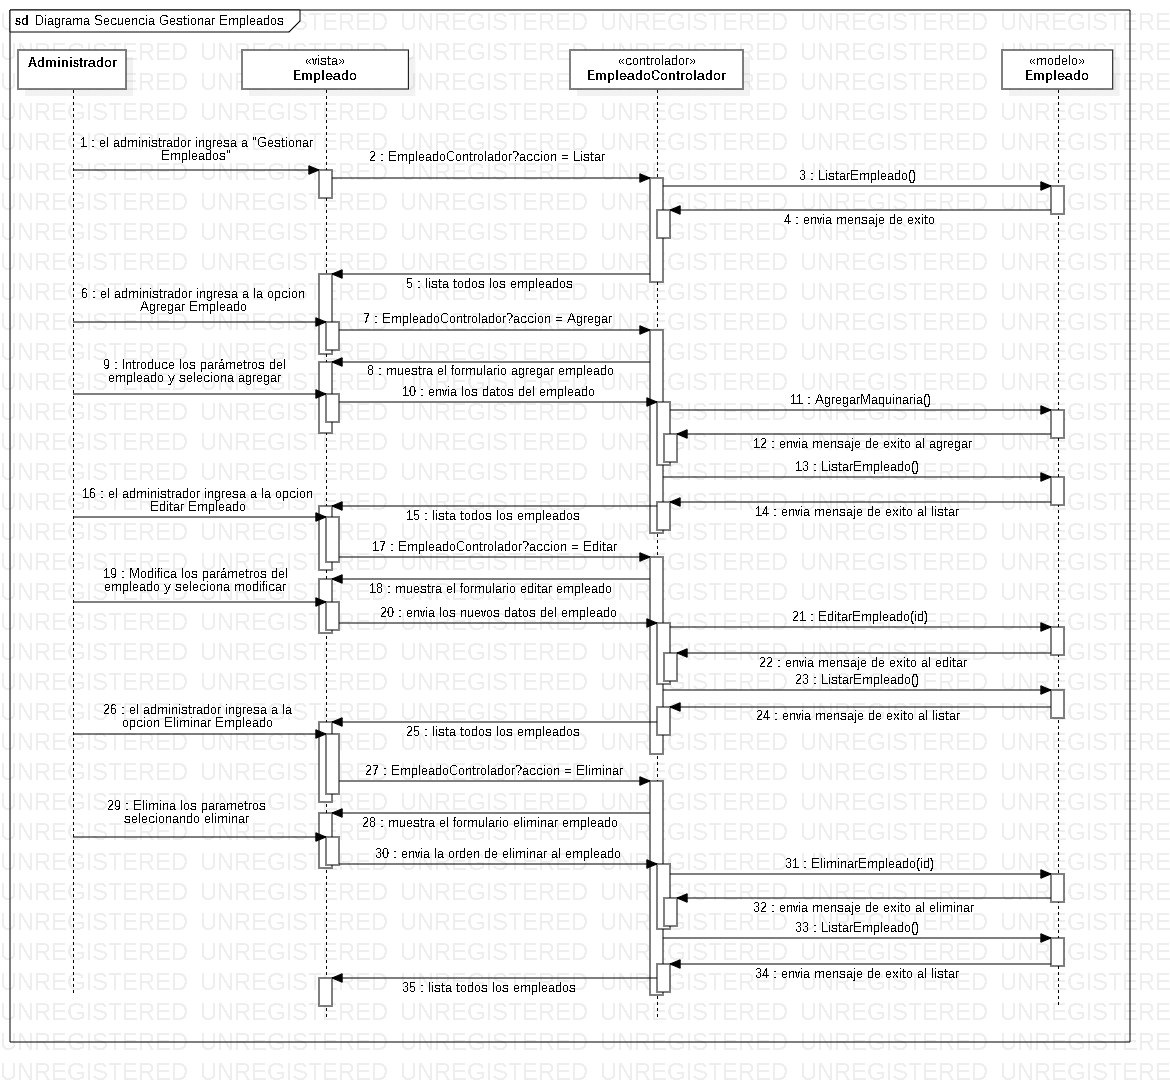 sd Diagrama Secuencia Gestionar Empleados
Administrador
«vista»
Empleado
«controlador»
EmpleadoControlador
«modelo»
Empleado
1 : el administrador ingresa a "Gestionar
Empleados"
2 : EmpleadoControlador?accion = Listar
3 : ListarEmpleado()
4 : envia mensaje de exito
5 : lista todos los empleados
6 : el administrador ingresa a la opcion
Agregar Empleado
7 : EmpleadoControlador?accion = Agregar
8 : muestra el formulario agregar empleado
9 : Introduce los parámetros del
empleado y seleciona agregar
10 : envia los datos del empleado
11 : AgregarMaquinaria()
12 : envia mensaje de exito al agregar
13 : ListarEmpleado()
14 : envia mensaje de exito al listar
15 : lista todos los empleados
16 : el administrador ingresa a la opcion
Editar Empleado
17 : EmpleadoControlador?accion = Editar
18 : muestra el formulario editar empleado
19 : Modifica los parámetros del
empleado y seleciona modificar
20 : envia los nuevos datos del empleado
21 : EditarEmpleado(id)
22 : envia mensaje de exito al editar
23 : ListarEmpleado()
24 : envia mensaje de exito al listar
25 : lista todos los empleados
26 : el administrador ingresa a la
opcion Eliminar Empleado
27 : EmpleadoControlador?accion = Eliminar
28 : muestra el formulario eliminar empleado
29 : Elimina los parametros
selecionando eliminar
30 : envia la orden de eliminar al empleado
31 : EliminarEmpleado(id)
32 : envia mensaje de exito al eliminar
33 : ListarEmpleado()
34 : envia mensaje de exito al listar
35 : lista todos los empleados
UNREGISTERED